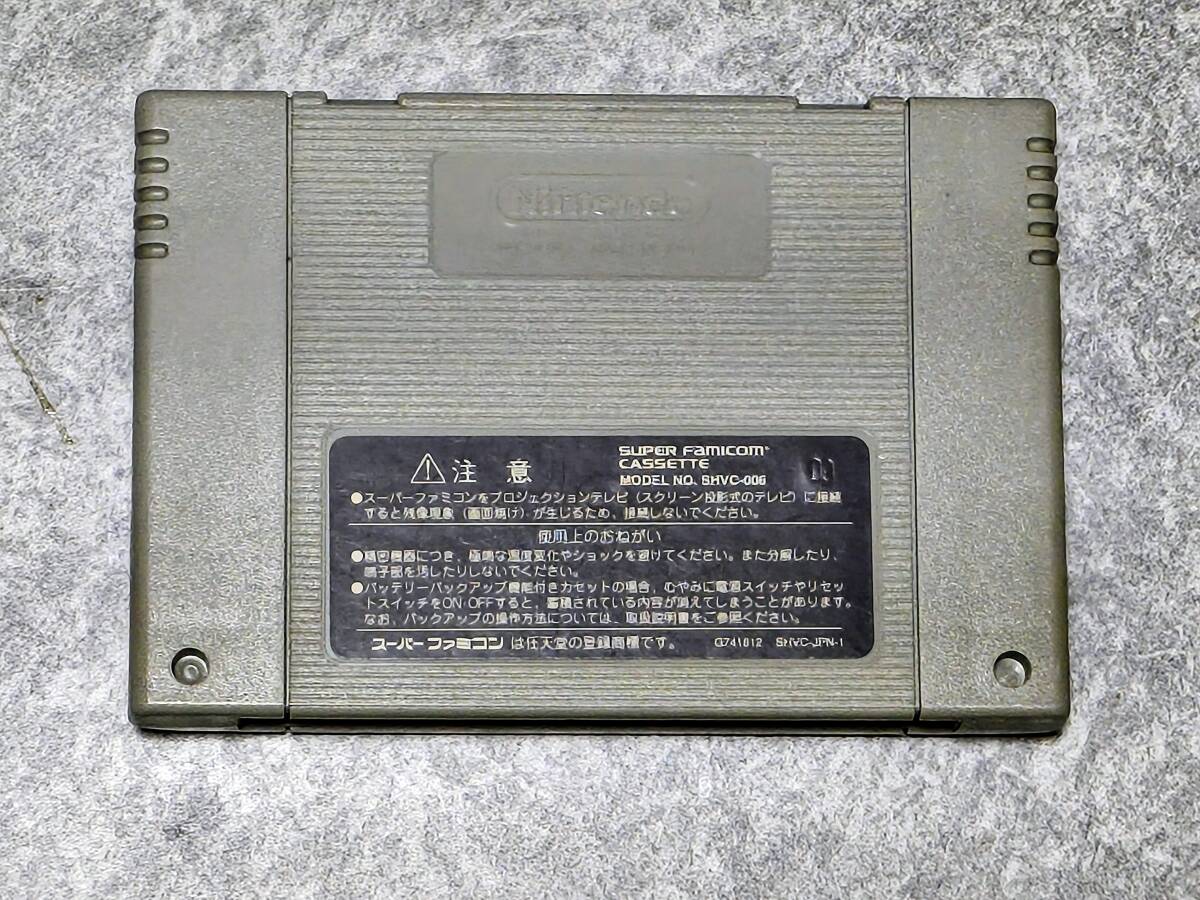 Nintendo
⚠注 意
SUPER FAMICOM
CASSETTE
MODEL NO. SHVC-006
●スーパーファミコンをプロジェクションテレビ（スクリーン投影式のテレビ）に接続
すると残像現象（画面焼け）が生じるため、接続しないでください。
使用上のおねがい
●精密機器につき、極端な温度変化やショックを避けてください。また分解したり、
端子部を汚したりしないでください。
●バッテリーバックアップ機能付きカセットの場合、むやみに電源スイッチやリセッ
トスイッチをON/OFFすると、蓄積されている内容が消えてしまうことがあります。
なお、バックアップの操作方法については、取扱説明書をご参照ください。
スーパーファミコン は任天堂の登録商標です。
G741612 SHVC-JPN-1